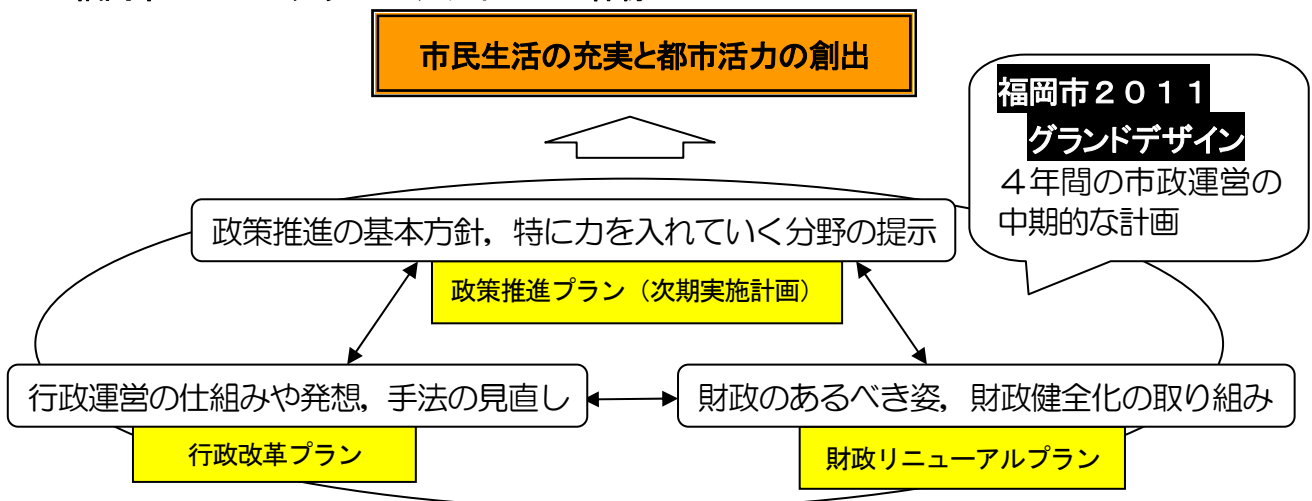 市民生活の充実と都市活力の創出
福岡市２０１１
グランドデザイン
４年間の市政運営の
中期的な計画
政策推進の基本方針，特に力を入れていく分野の提示
政策推進プラン（次期実施計画）
行政運営の仕組みや発想，手法の見直し
財政のあるべき姿，財政健全化の取り組み
行政改革プラン
財政リニューアルプラン